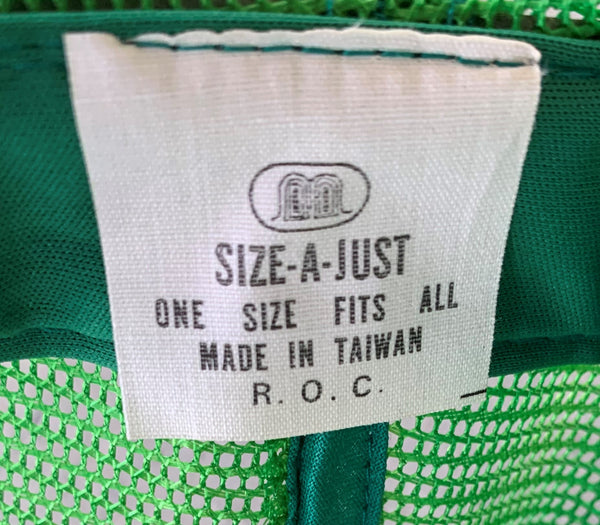 SIZE-A-JUST
ONE SIZE FITS ALL
MADE IN TAIWAN
R. O. C.